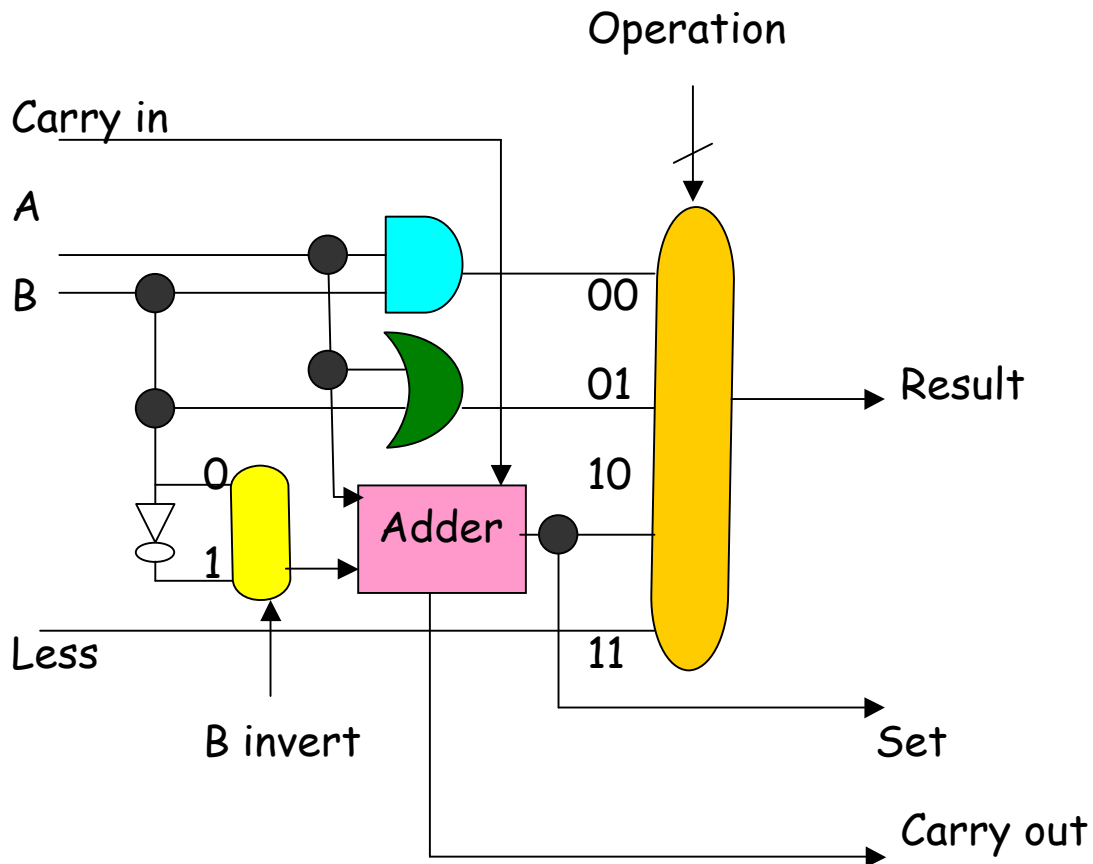 Operation
Carry in
A
B
00
01
Result
0
10
Adder
1
Less
11
B invert
Set
Carry out